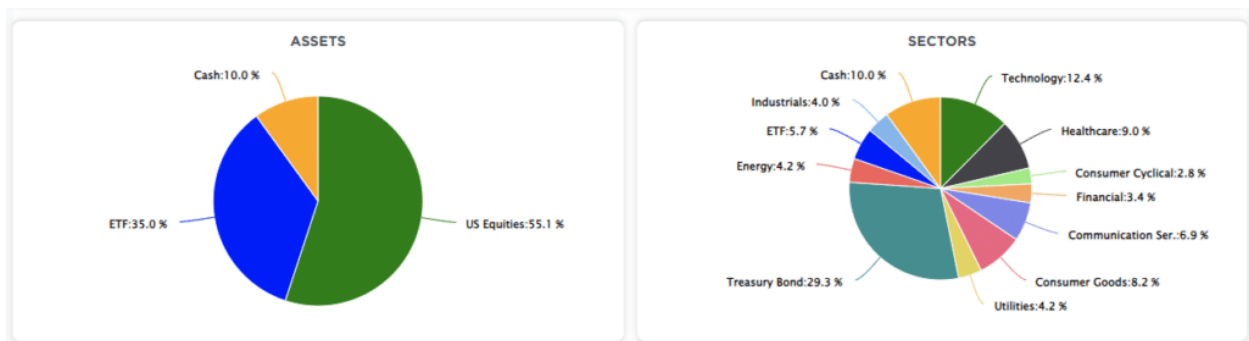 ASSETS
Cash:10.0 %
ETF:35.0 %
US Equities:55.1 %
SECTORS
Cash:10.0 %
Technology:12.4 %
Industrials:4.0 %
ETF:5.7 %
Healthcare:9.0 %
Energy:4.2 %
Consumer Cyclical:2.8 %
Financial:3.4 %
Communication Ser.:6.9 %
Treasury Bond:29.3 %
Consumer Goods:8.2 %
Utilities:4.2 %